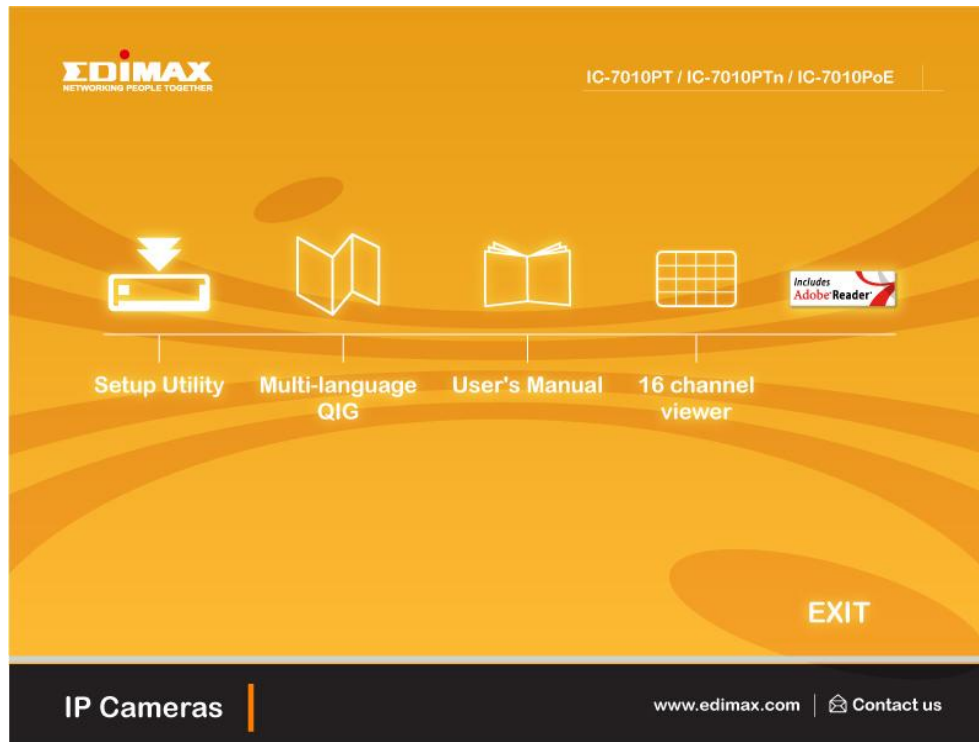 EDIMAX
NETWORKING PEOPLE TOGETHER
IC-7010PT / IC-7010PTn / IC-7010PoE
Includes
Adobe Reader
Setup Utility
Multi-language
QIG
User's Manual
16 channel
viewer
EXIT
IP Cameras
www.edimax.com
Contact us